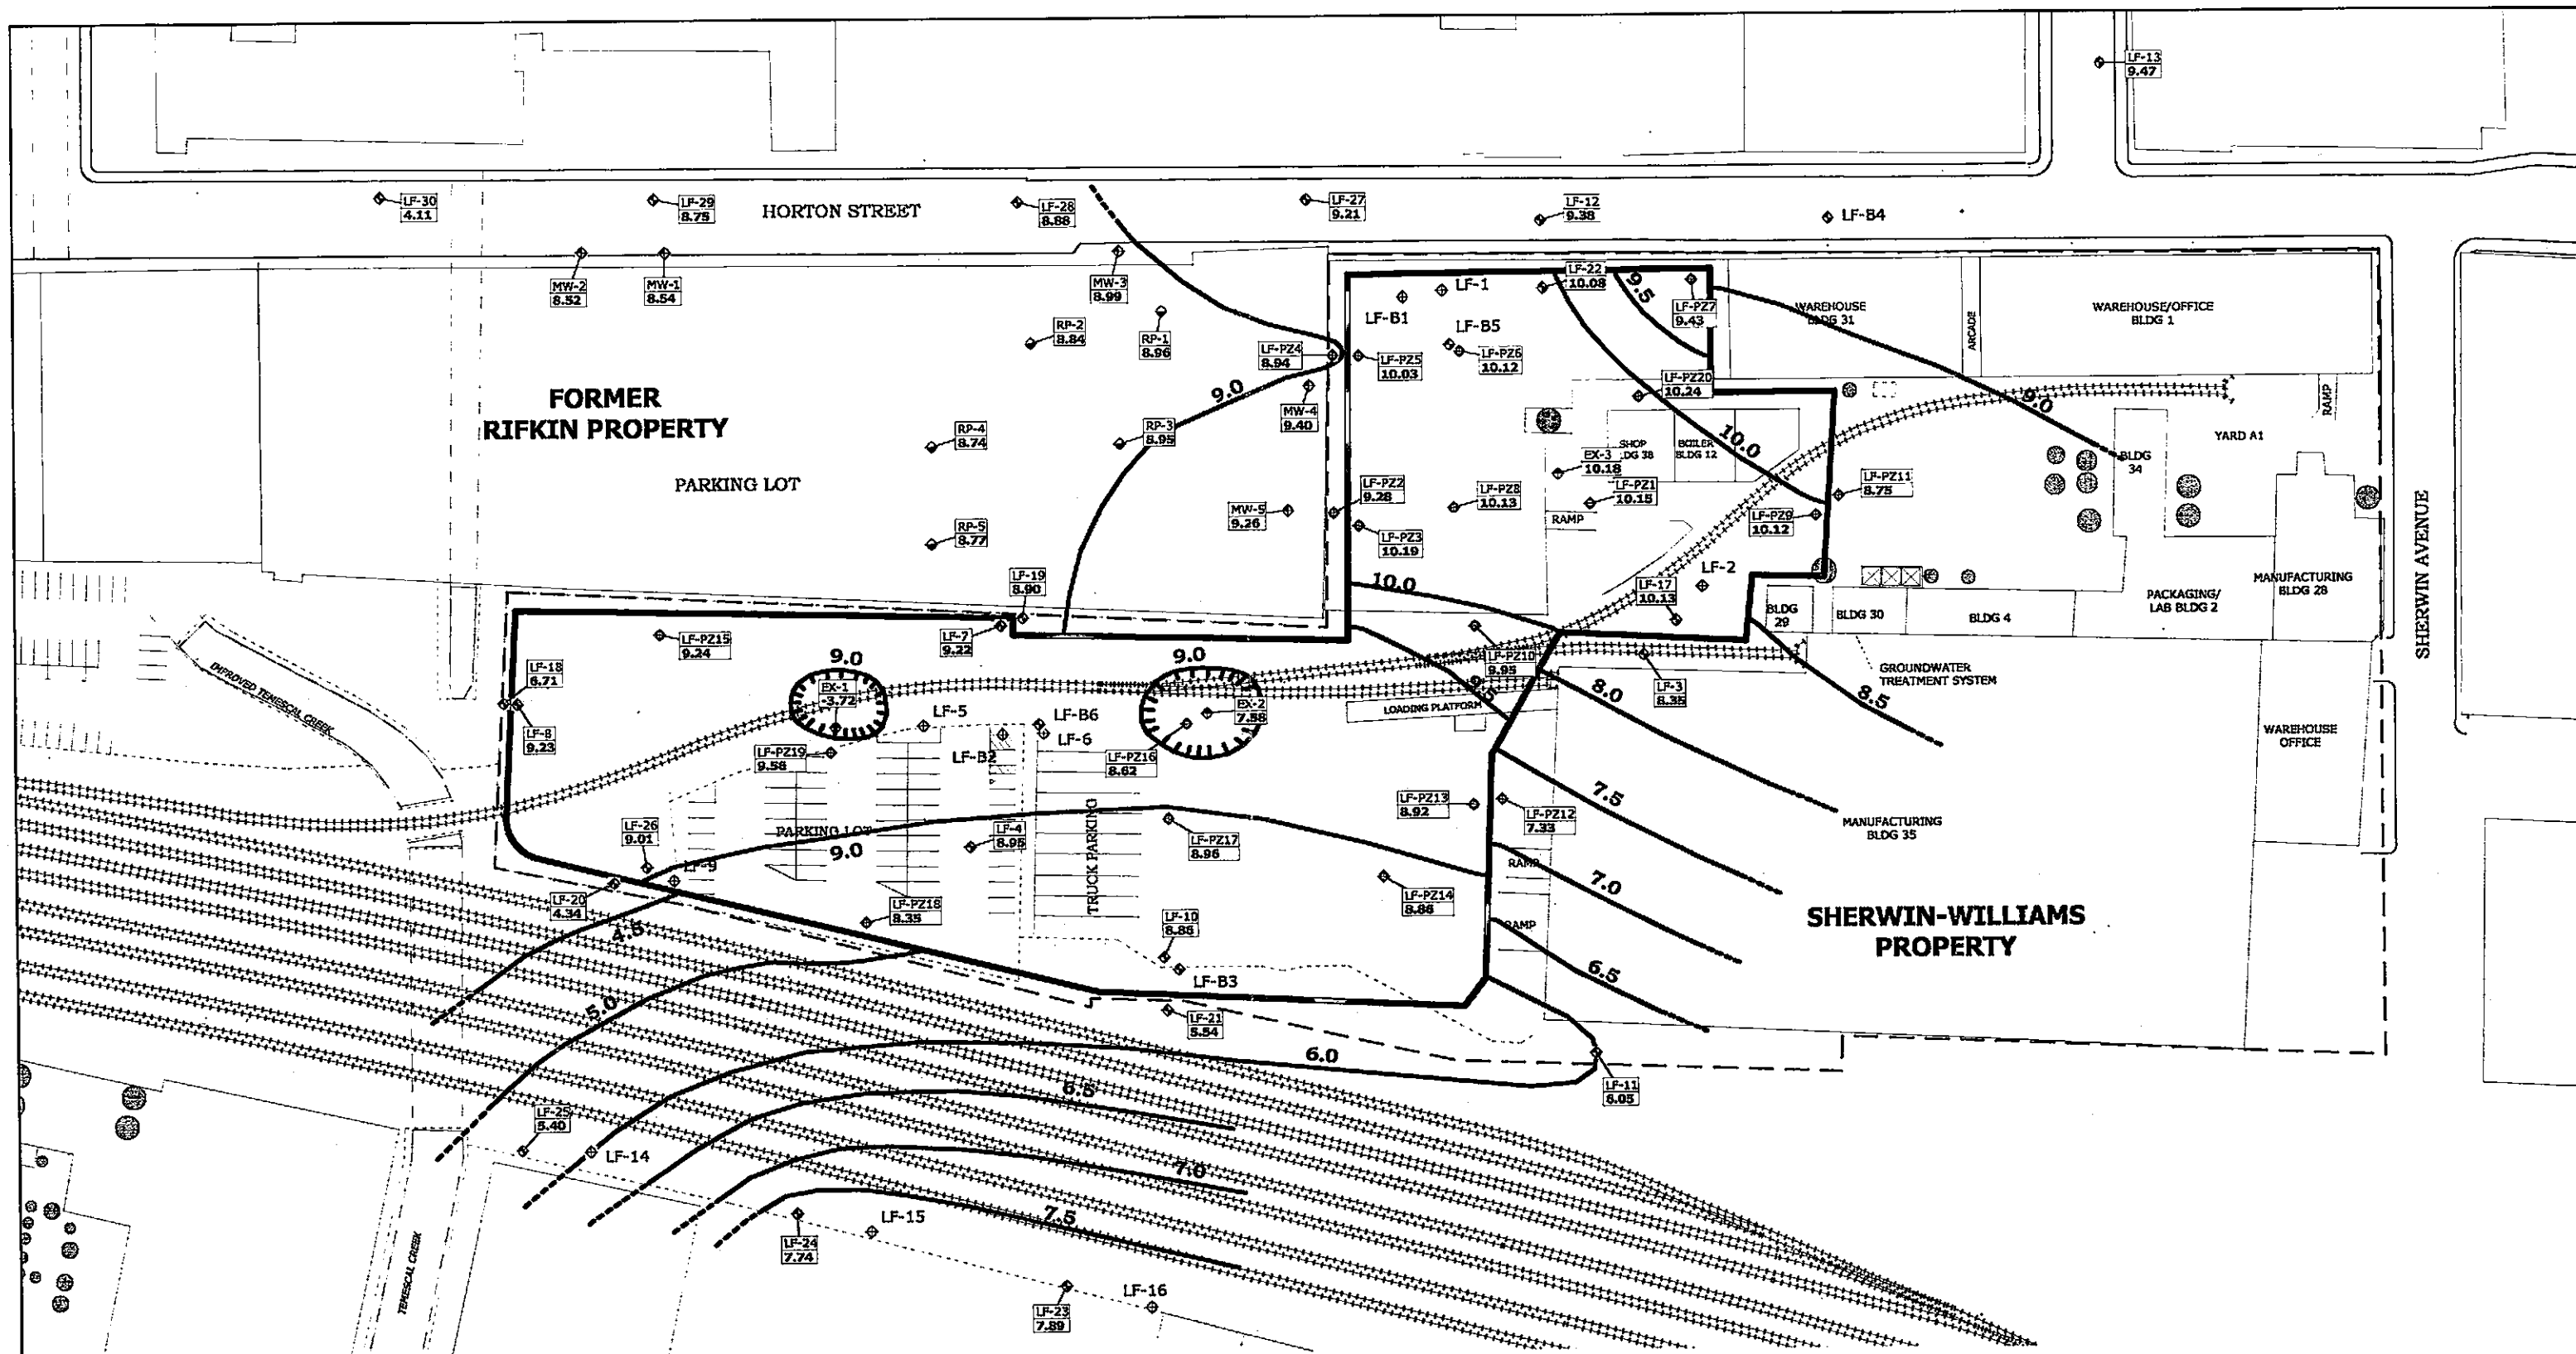 LF-13
9.47
LF-30
4.11
LF-29
8.75
HORTON STREET
LF-28
8.88
LF-27
9.21
LF-12
9.38
LF-B4
MW-2
8.52
MW-1
8.54
MW-3
8.99
LF-22
10.08
LF-1
LF-B1
9.5
LF-PZ7
9.43
WAREHOUSE
BLDG 31
ARCADE
WAREHOUSE/OFFICE
BLDG 1
RP-2
8.84
RP-1
8.96
LF-B5
LF-PZ4
8.94
LF-PZ5
10.03
LF-PZ6
10.12
LF-PZ20
10.24
FORMER
RIFKIN PROPERTY
9.0
MW-4
9.40
9.0
RAMP
RP-4
8.74
RP-3
8.95
10.0
SHOP
BOILER
BLDG 12
YARD A1
BLDG
34
EX-3
10.18
PARKING LOT
LF-PZ2
9.28
LF-PZ8
10.13
LF-PZ1
10.15
LF-PZ11
8.75
MW-5
9.26
RAMP
LF-PZ9
10.12
RP-5
8.77
LF-PZ3
10.19
SHERWIN AVENUE
LF-19
8.90
10.0
LF-2
LF-17
10.13
MANUFACTURING
BLDG 28
PACKAGING/
LAB BLDG 2
BLDG
29
BLDG 30
BLDG 4
LF-PZ15
9.24
LF-7
9.22
9.0
9.0
LF-PZ10
9.95
GROUNDWATER
TREATMENT SYSTEM
IMPROVED TEMESCAL CREEK
LF-18
6.71
EX-1
-3.72
9.5
LF-3
8.35
8.0
8.5
LOADING PLATFORM
LF-8
9.23
LF-5
LF-B6
LF-6
EX-2
7.58
WAREHOUSE
OFFICE
LF-PZ19
9.58
LF-B2
LF-PZ16
8.62
7.5
LF-PZ13
8.92
LF-PZ12
7.33
MANUFACTURING
BLDG 35
LF-26
9.01
PARKING LOT
9.0
LF-4
8.95
TRUCK PARKING
LF-PZ17
8.96
RAMP
LF-9
7.0
LF-PZ14
8.86
LF-20
4.34
LF-PZ18
8.35
LF-10
8.86
RAMP
SHERWIN-WILLIAMS
PROPERTY
4.5
6.5
LF-B3
5.0
LF-21
5.54
6.0
LF-11
6.05
6.5
LF-25
5.40
LF-14
7.0
7.5
LF-15
LF-24
7.74
TEMESCAL CREEK
LF-16
LF-23
7.89